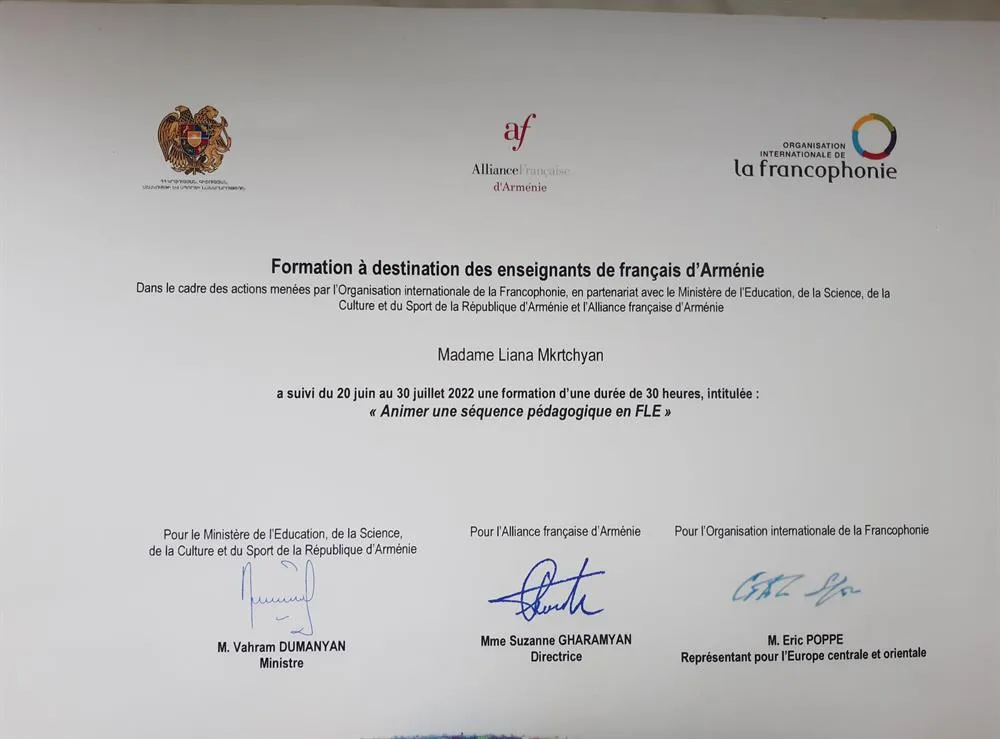 af
AllianceFrançaise
d'Arménie
ORGANISATION
INTERNATIONALE DE
la francophonie
Formation à destination des enseignants de français d'Arménie
Dans le cadre des actions menées par l'Organisation internationale de la Francophonie, en partenariat avec le Ministère de l'Education, de la Science, de la
Culture et du Sport de la République d'Arménie et l'Alliance française d'Arménie
Madame Liana Mkrtchyan
a suivi du 20 juin au 30 juillet 2022 une formation d'une durée de 30 heures, intitulée :
« Animer une séquence pédagogique en FLE »
Pour le Ministère de l'Education, de la Science,
de la Culture et du Sport de la République d'Arménie
M. Vahram DUMANYAN
Ministre
Pour l'Alliance française d'Arménie
Mme Suzanne GHARAMYAN
Directrice
Pour l'Organisation internationale de la Francophonie
M. Eric POPPE
Représentant pour l'Europe centrale et orientale